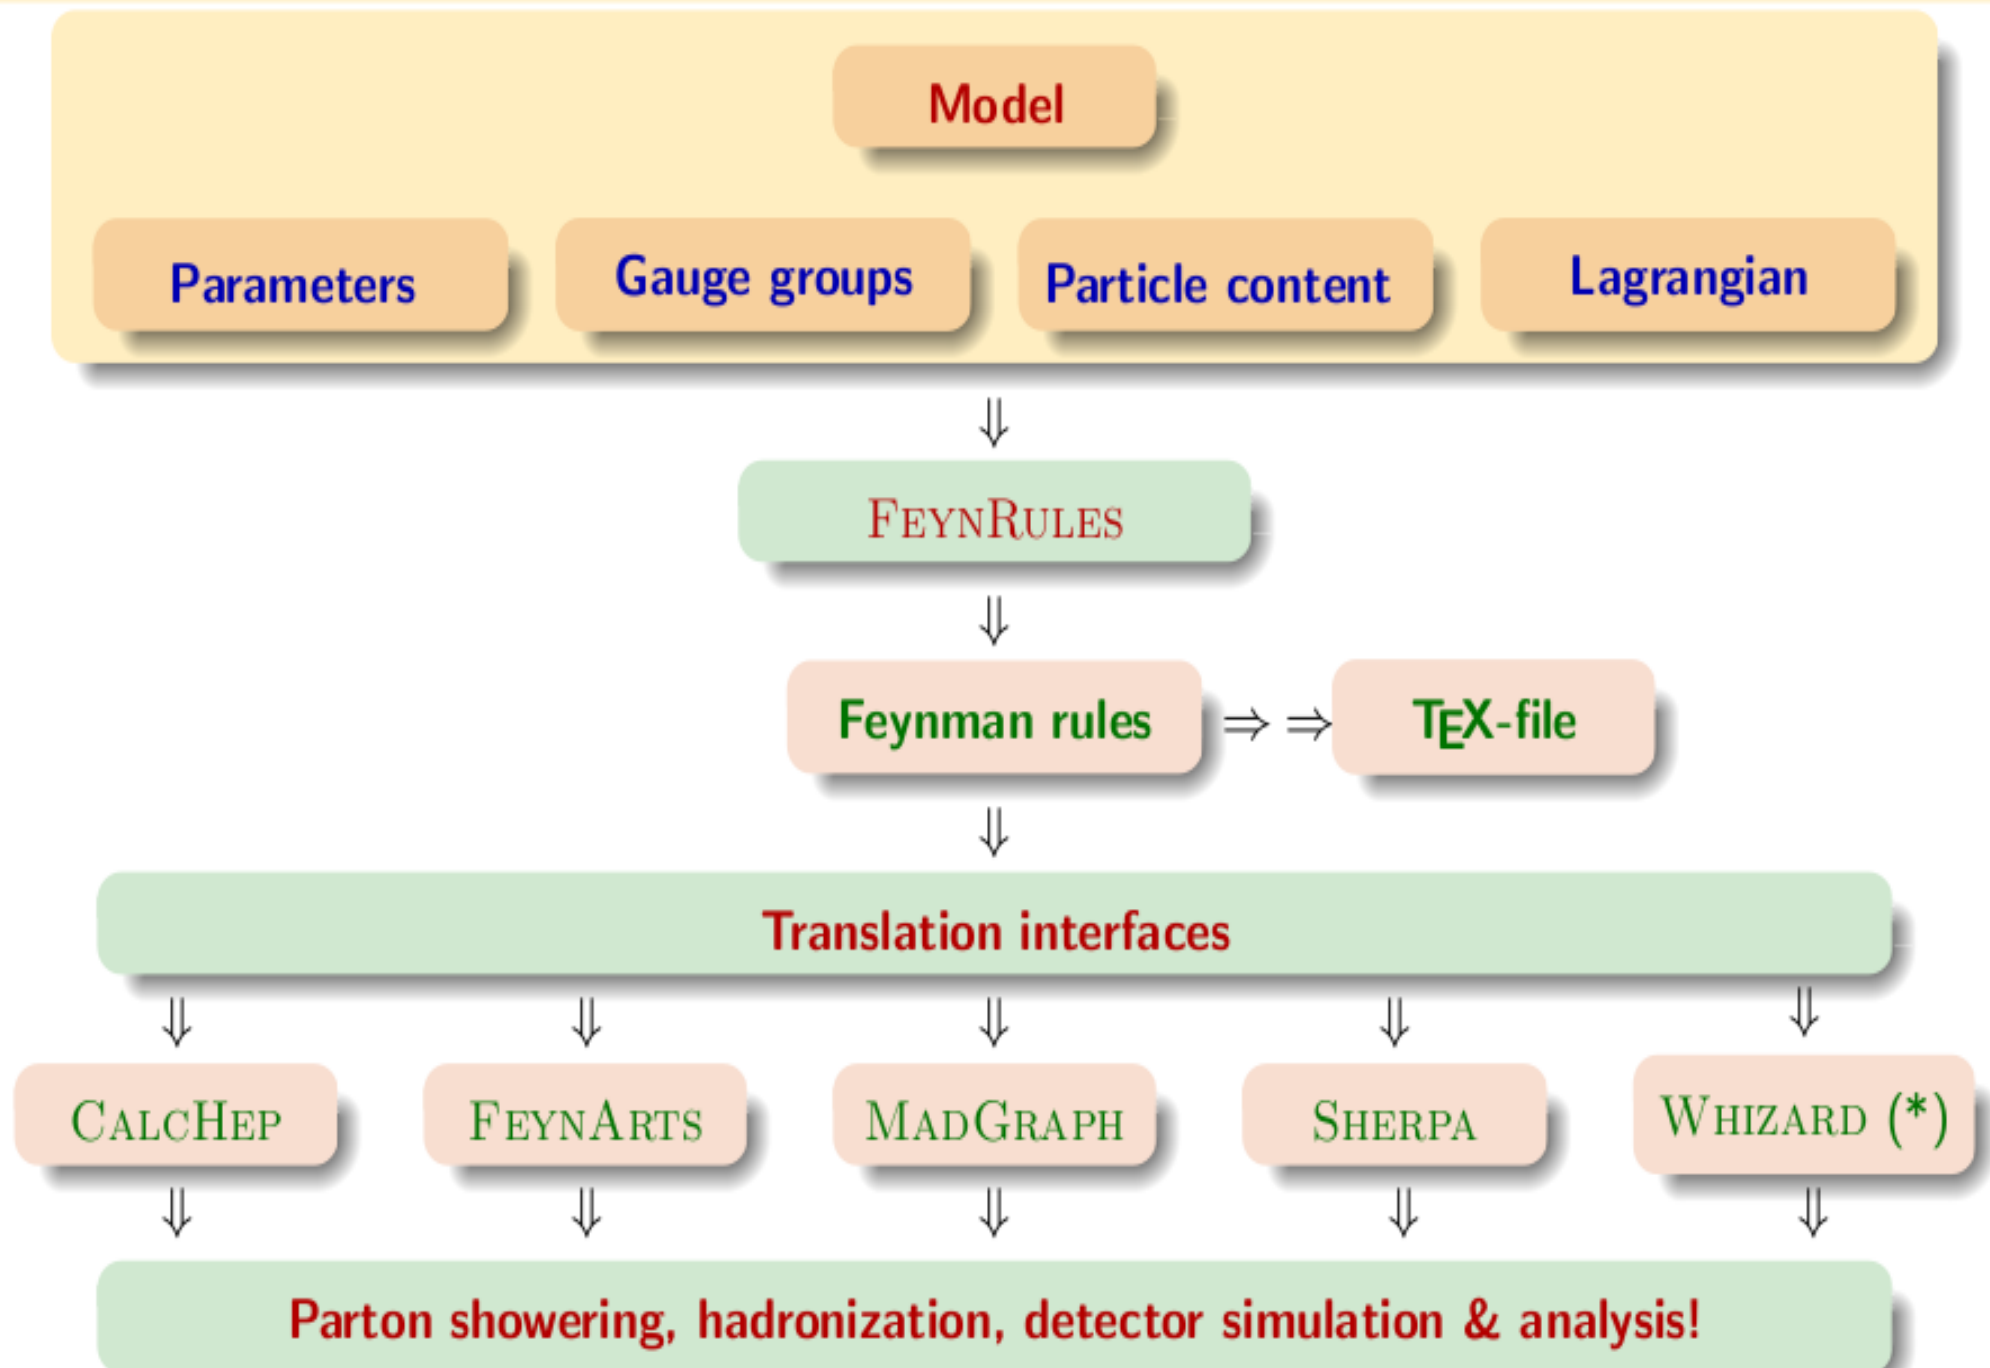 Model
Parameters
Gauge groups
Particle content
Lagrangian
⇓
FEYNRULES
⇓
Feynman rules ⇒ ⇒ TEX-file
⇓
Translation interfaces
⇓ ⇓ ⇓ ⇓ ⇓
CALCHEP
FEYNARTS
MADGRAPH
SHERPA
WHIZARD (*)
⇓ ⇓ ⇓ ⇓ ⇓
Parton showering, hadronization, detector simulation & analysis!